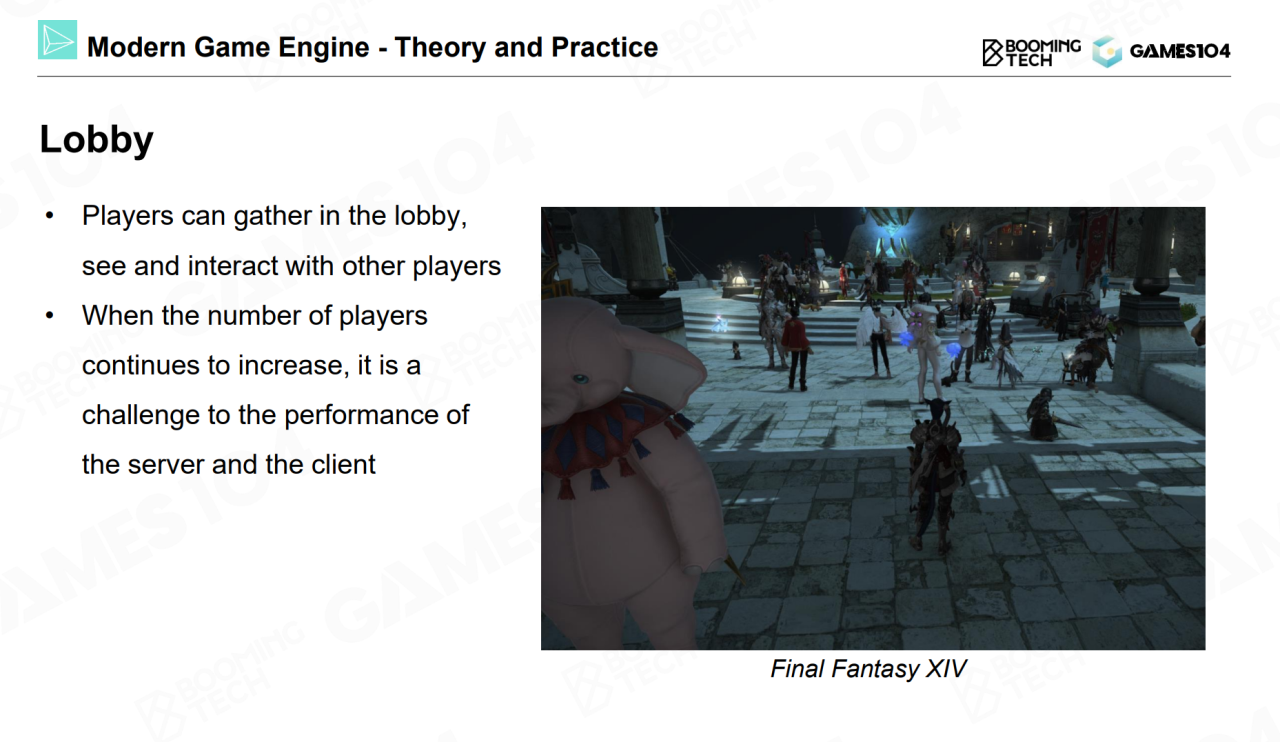 Modern Game Engine - Theory and Practice
BOOMING
TECH
GAMES104
Lobby
• Players can gather in the lobby,
see and interact with other players
• When the number of players
continues to increase, it is a
challenge to the performance of
the server and the client
Final Fantasy XIV